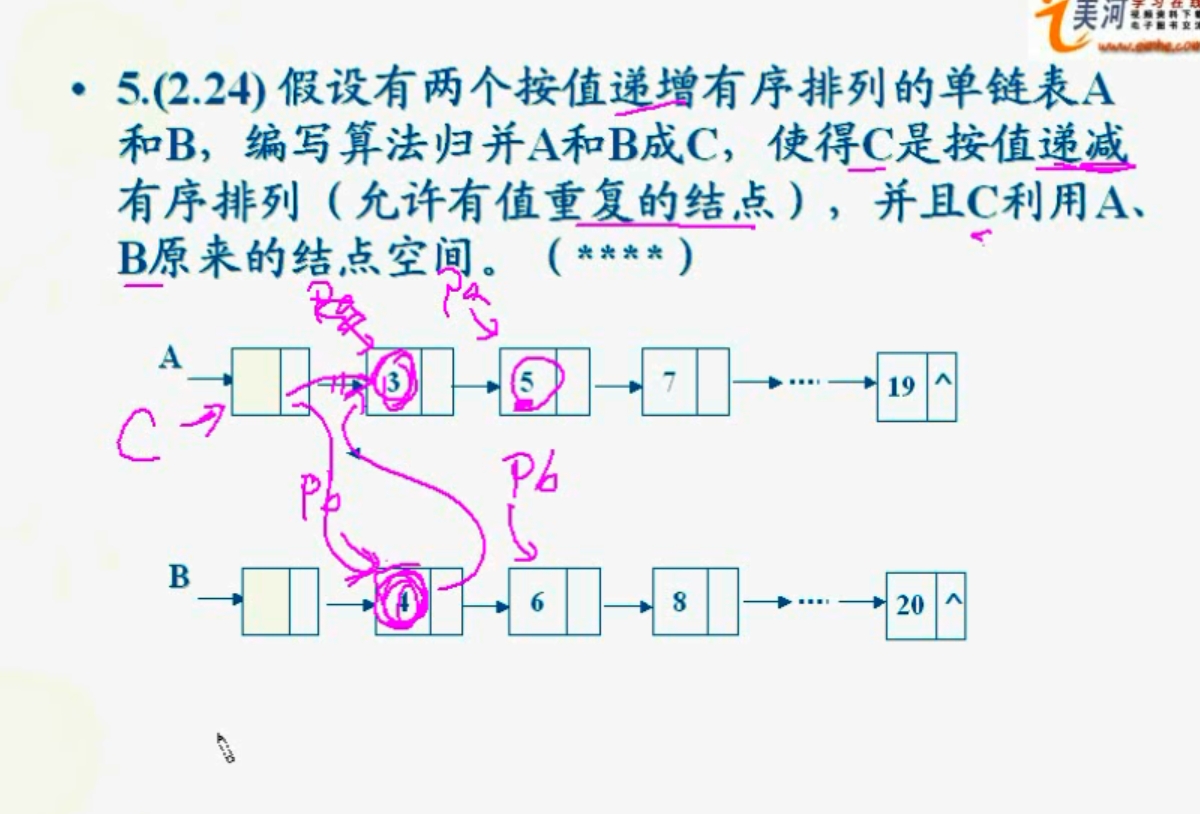 美河
www.eimhe.com
• 5.(2.24) 假设有两个按值递增有序排列的单链表A
和B，编写算法归并A和B成C，使得C是按值递减
有序排列（允许有值重复的结点），并且C利用A、
B原来的结点空间。（****）
Pa
A 3 5 7 ···· 19 ^
C
Pb Pb
B 4 6 8 ···· 20 ^